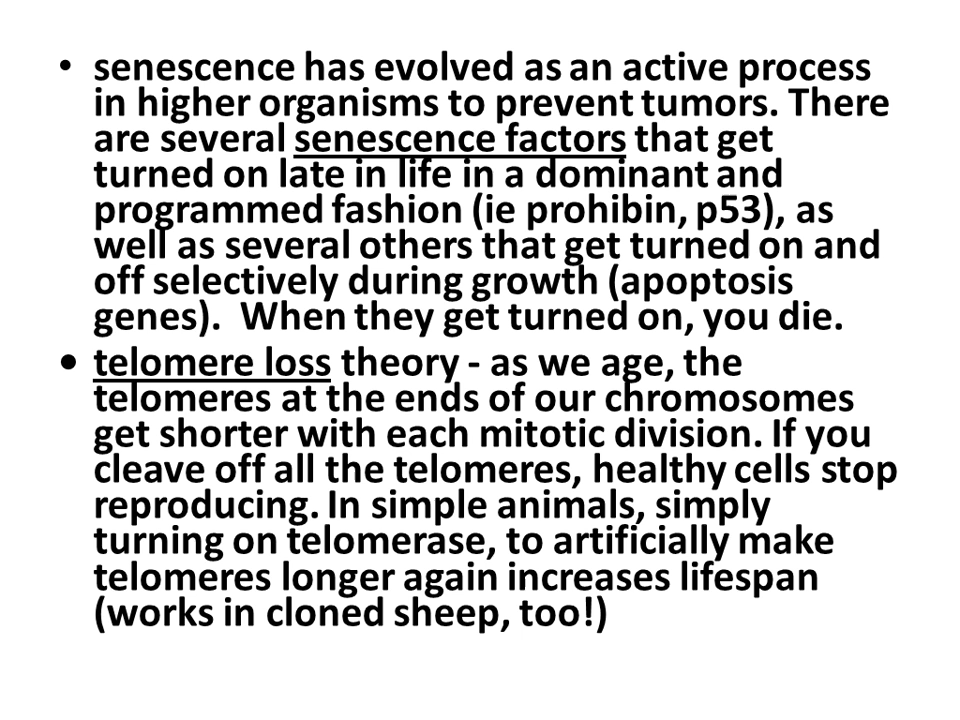 • senescence has evolved as an active process
in higher organisms to prevent tumors. There
are several senescence factors that get
turned on late in life in a dominant and
programmed fashion (ie prohibin, p53), as
well as several others that get turned on and
off selectively during growth (apoptosis
genes).  When they get turned on, you die.
• telomere loss theory - as we age, the
telomeres at the ends of our chromosomes
get shorter with each mitotic division. If you
cleave off all the telomeres, healthy cells stop
reproducing. In simple animals, simply
turning on telomerase, to artificially make
telomeres longer again increases lifespan
(works in cloned sheep, too!)